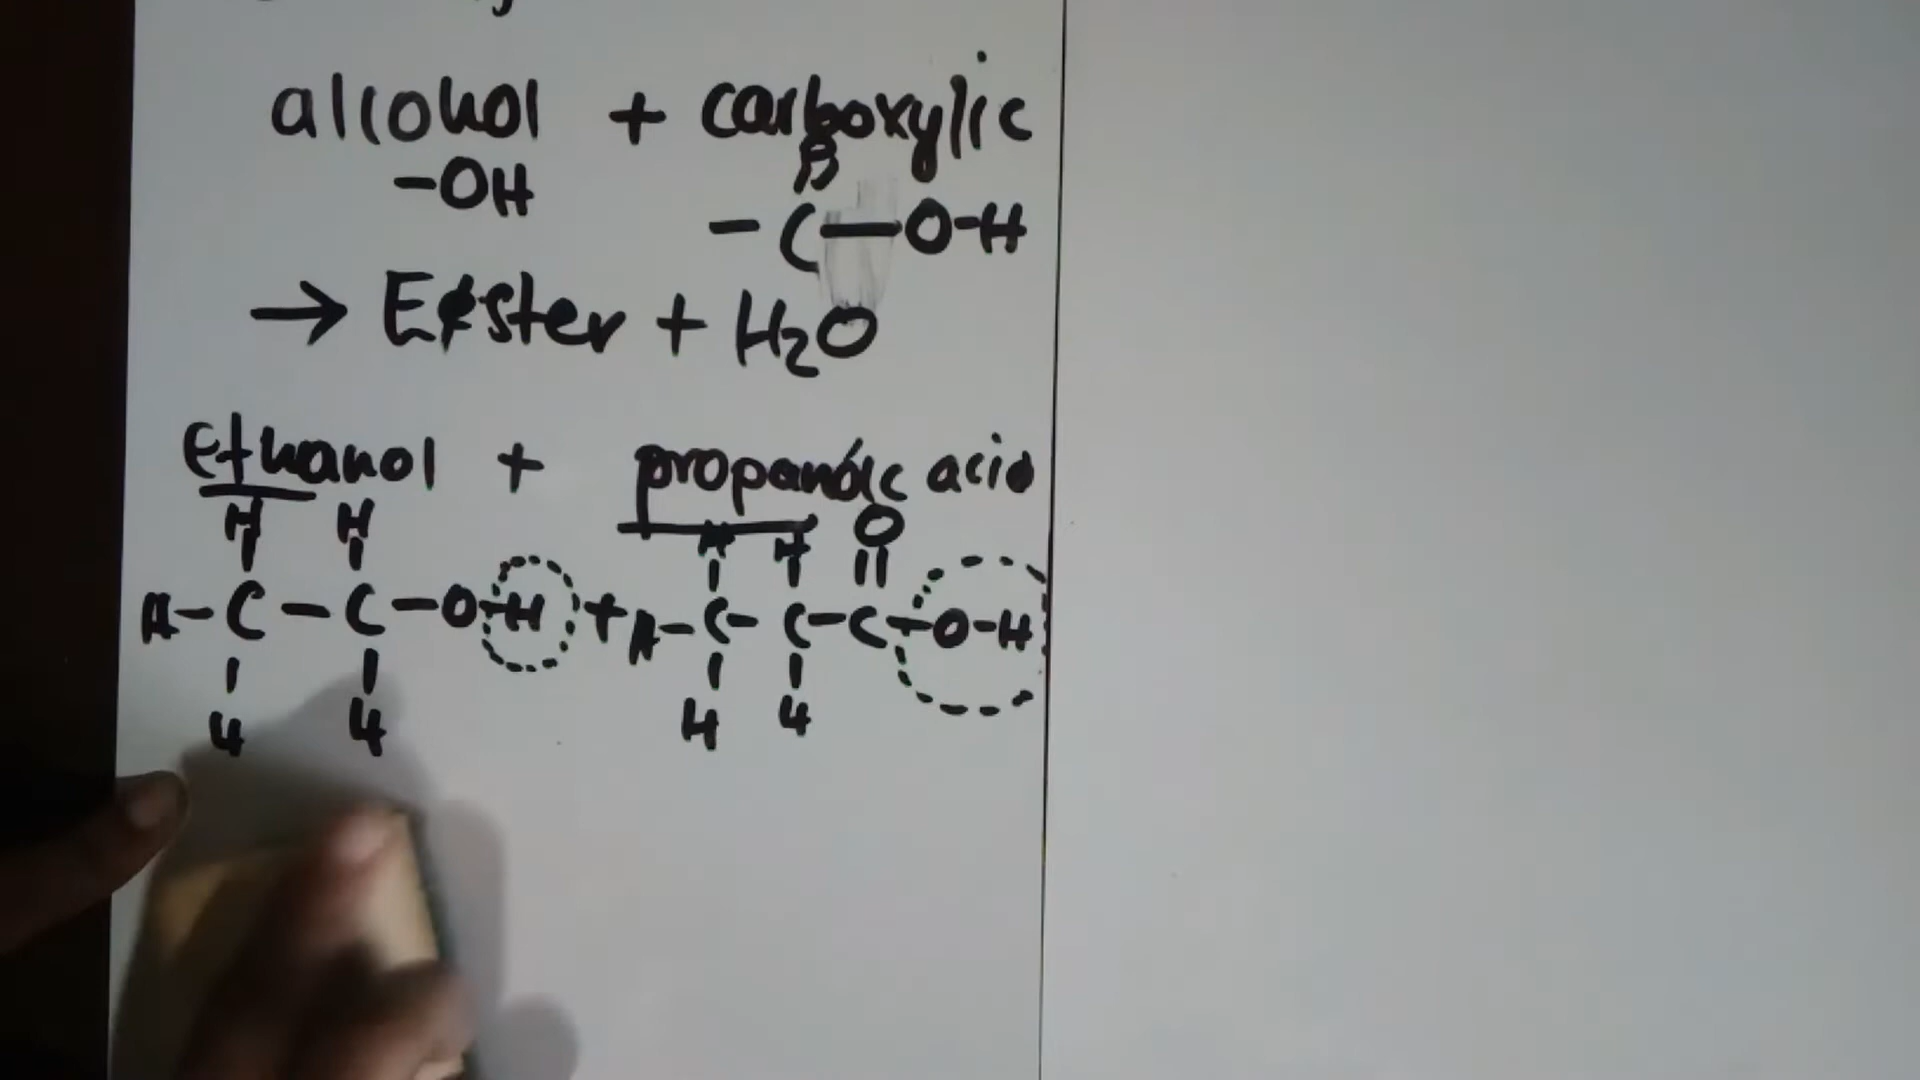 alcohol + carboxylic
-OH
-C-O-H
→ Ester + H2O
ethanol + propanoic acid
H H H H O
H-C-C-O-H + H-C-C-C-O-H
H H H H